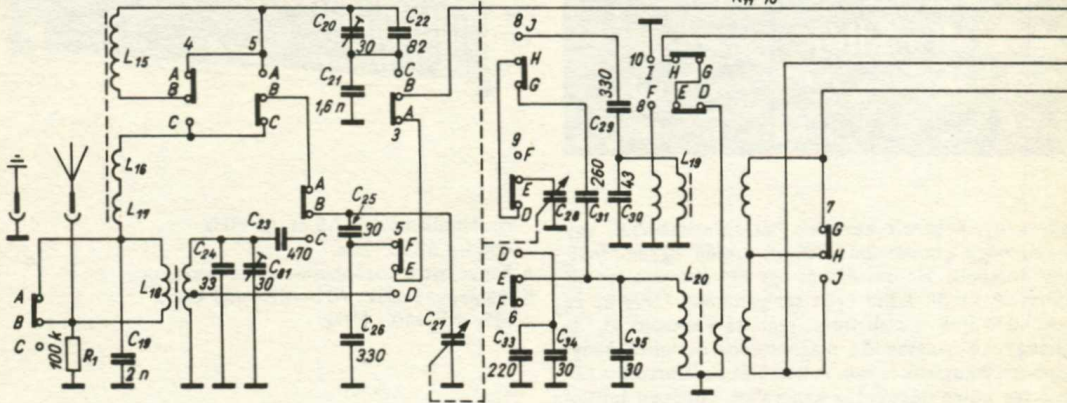 L15
4
5
A
B
C
A
B
C
C20
30
C22
82
C21
1,6 n
C
B
A
3
8
J
H
G
9
F
E
D
C28
330
C29
260
C31
43
C30
10
I
F
8
H
G
E
D
L19
7
G
H
J
L16
L17
A
B
C25
30
5
F
E
D
C23
470
C
C24
33
C81
30
L18
A
B
C
100 k
R1
C19
2 n
C26
330
C27
D
E
F
6
C33
220
C34
30
C35
30
L20